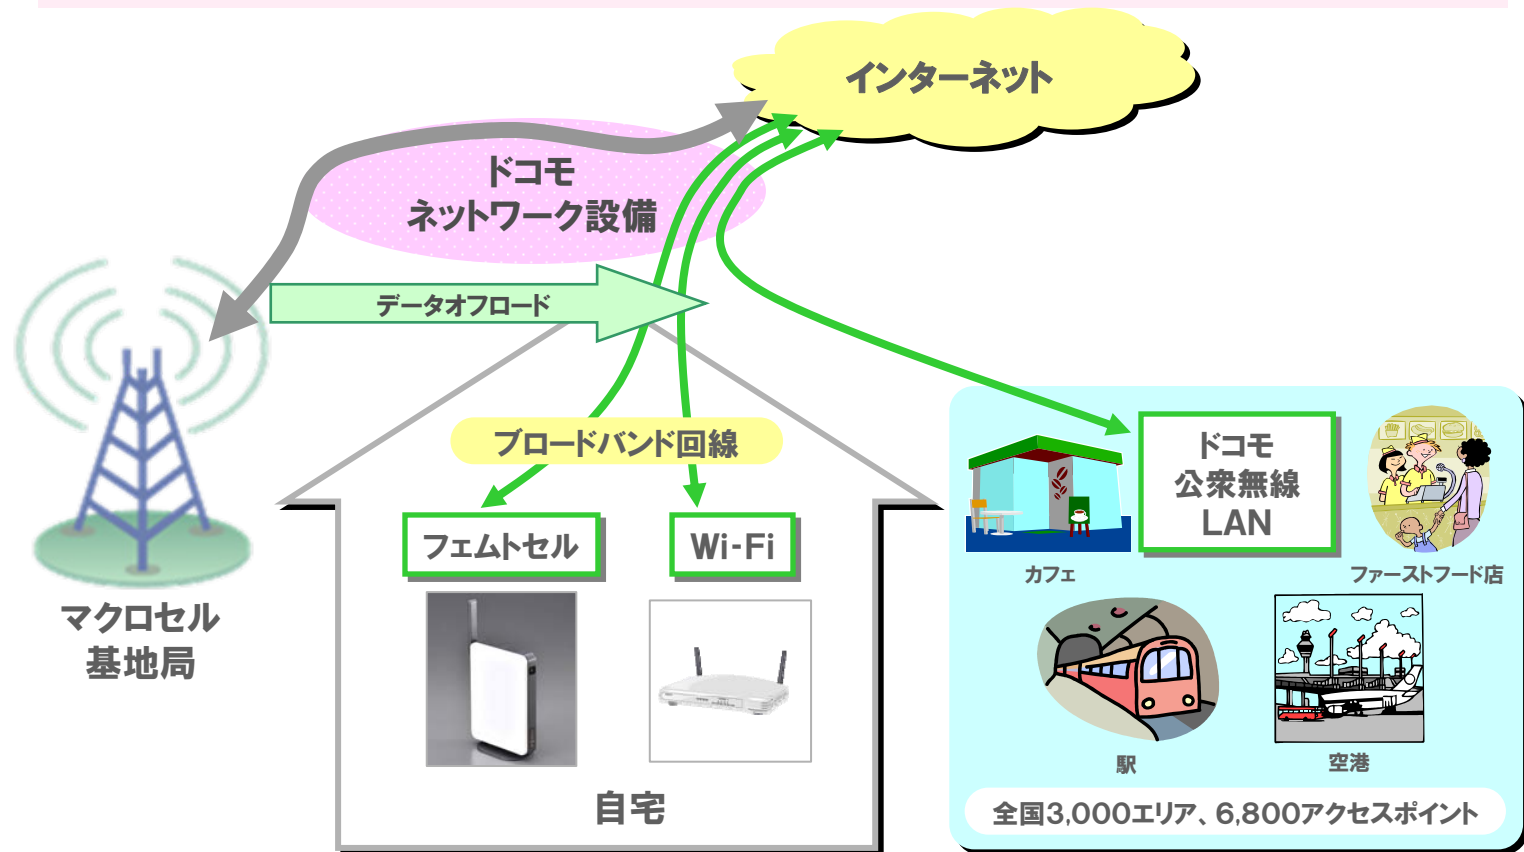 インターネット
ドコモ
ネットワーク設備
データオフロード
ブロードバンド回線
フェムトセル
Wi-Fi
ドコモ
公衆無線
LAN
カフェ
ファーストフード店
マクロセル
基地局
駅
空港
自宅
全国3,000エリア、6,800アクセスポイント